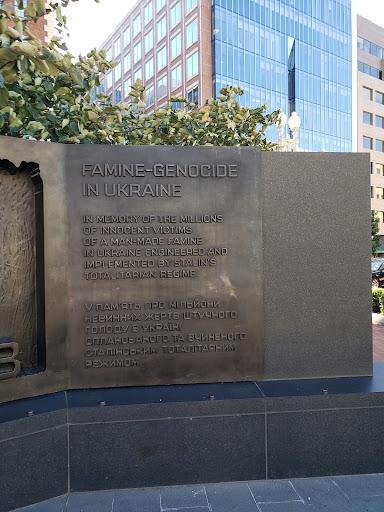 FAMINE-GENOCIDE
IN UKRAINE
IN MEMORY OF THE MILLIONS
OF INNOCENT VICTIMS
OF A MAN-MADE FAMINE
IN UKRAINE ENGINEERED AND
IMPLEMENTED BY STALIN'S
TOTALITARIAN REGIME
У ПАМ'ЯТЬ ПРО МІЛЬЙОНИ
НЕВИННИХ ЖЕРТВ ШТУЧНОГО
ГОЛОДУ В УКРАЇНІ
СПЛАНОВАНОГО ТА ВЧИНЕНОГО
СТАЛІНСЬКИМ ТОТАЛІТАРНИМ
РЕЖИМОМ